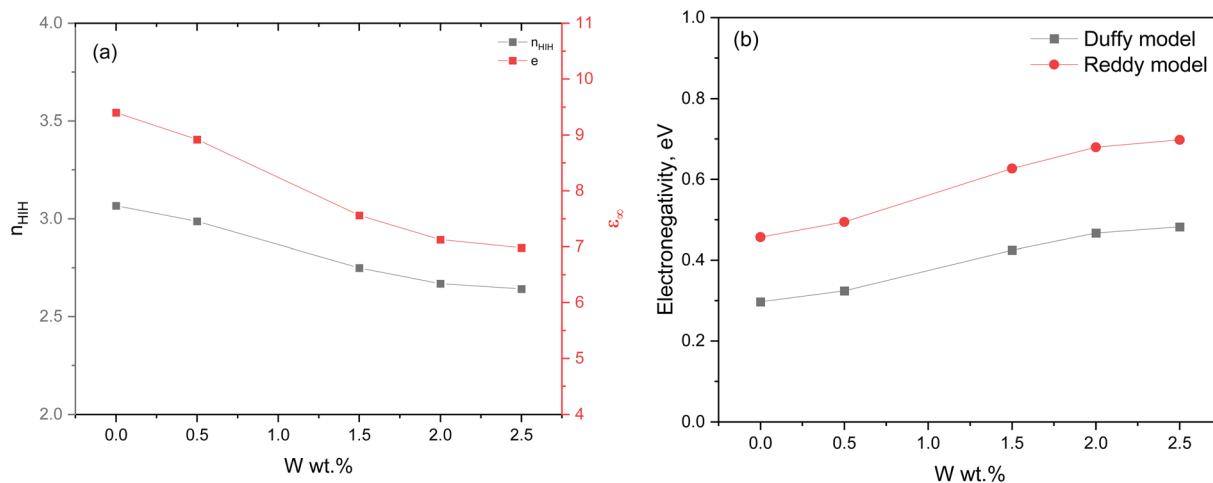 (a)
n_HIH
e
4.0
3.5
3.0
2.5
2.0
n_HIH
11
10
9
8
7
6
5
4
ε_∞
0.0 0.5 1.0 1.5 2.0 2.5
W wt.%
(b)
Duffy model
Reddy model
1.0
0.8
0.6
0.4
0.2
0.0
Electronegativity, eV
0.0 0.5 1.0 1.5 2.0 2.5
W wt.%